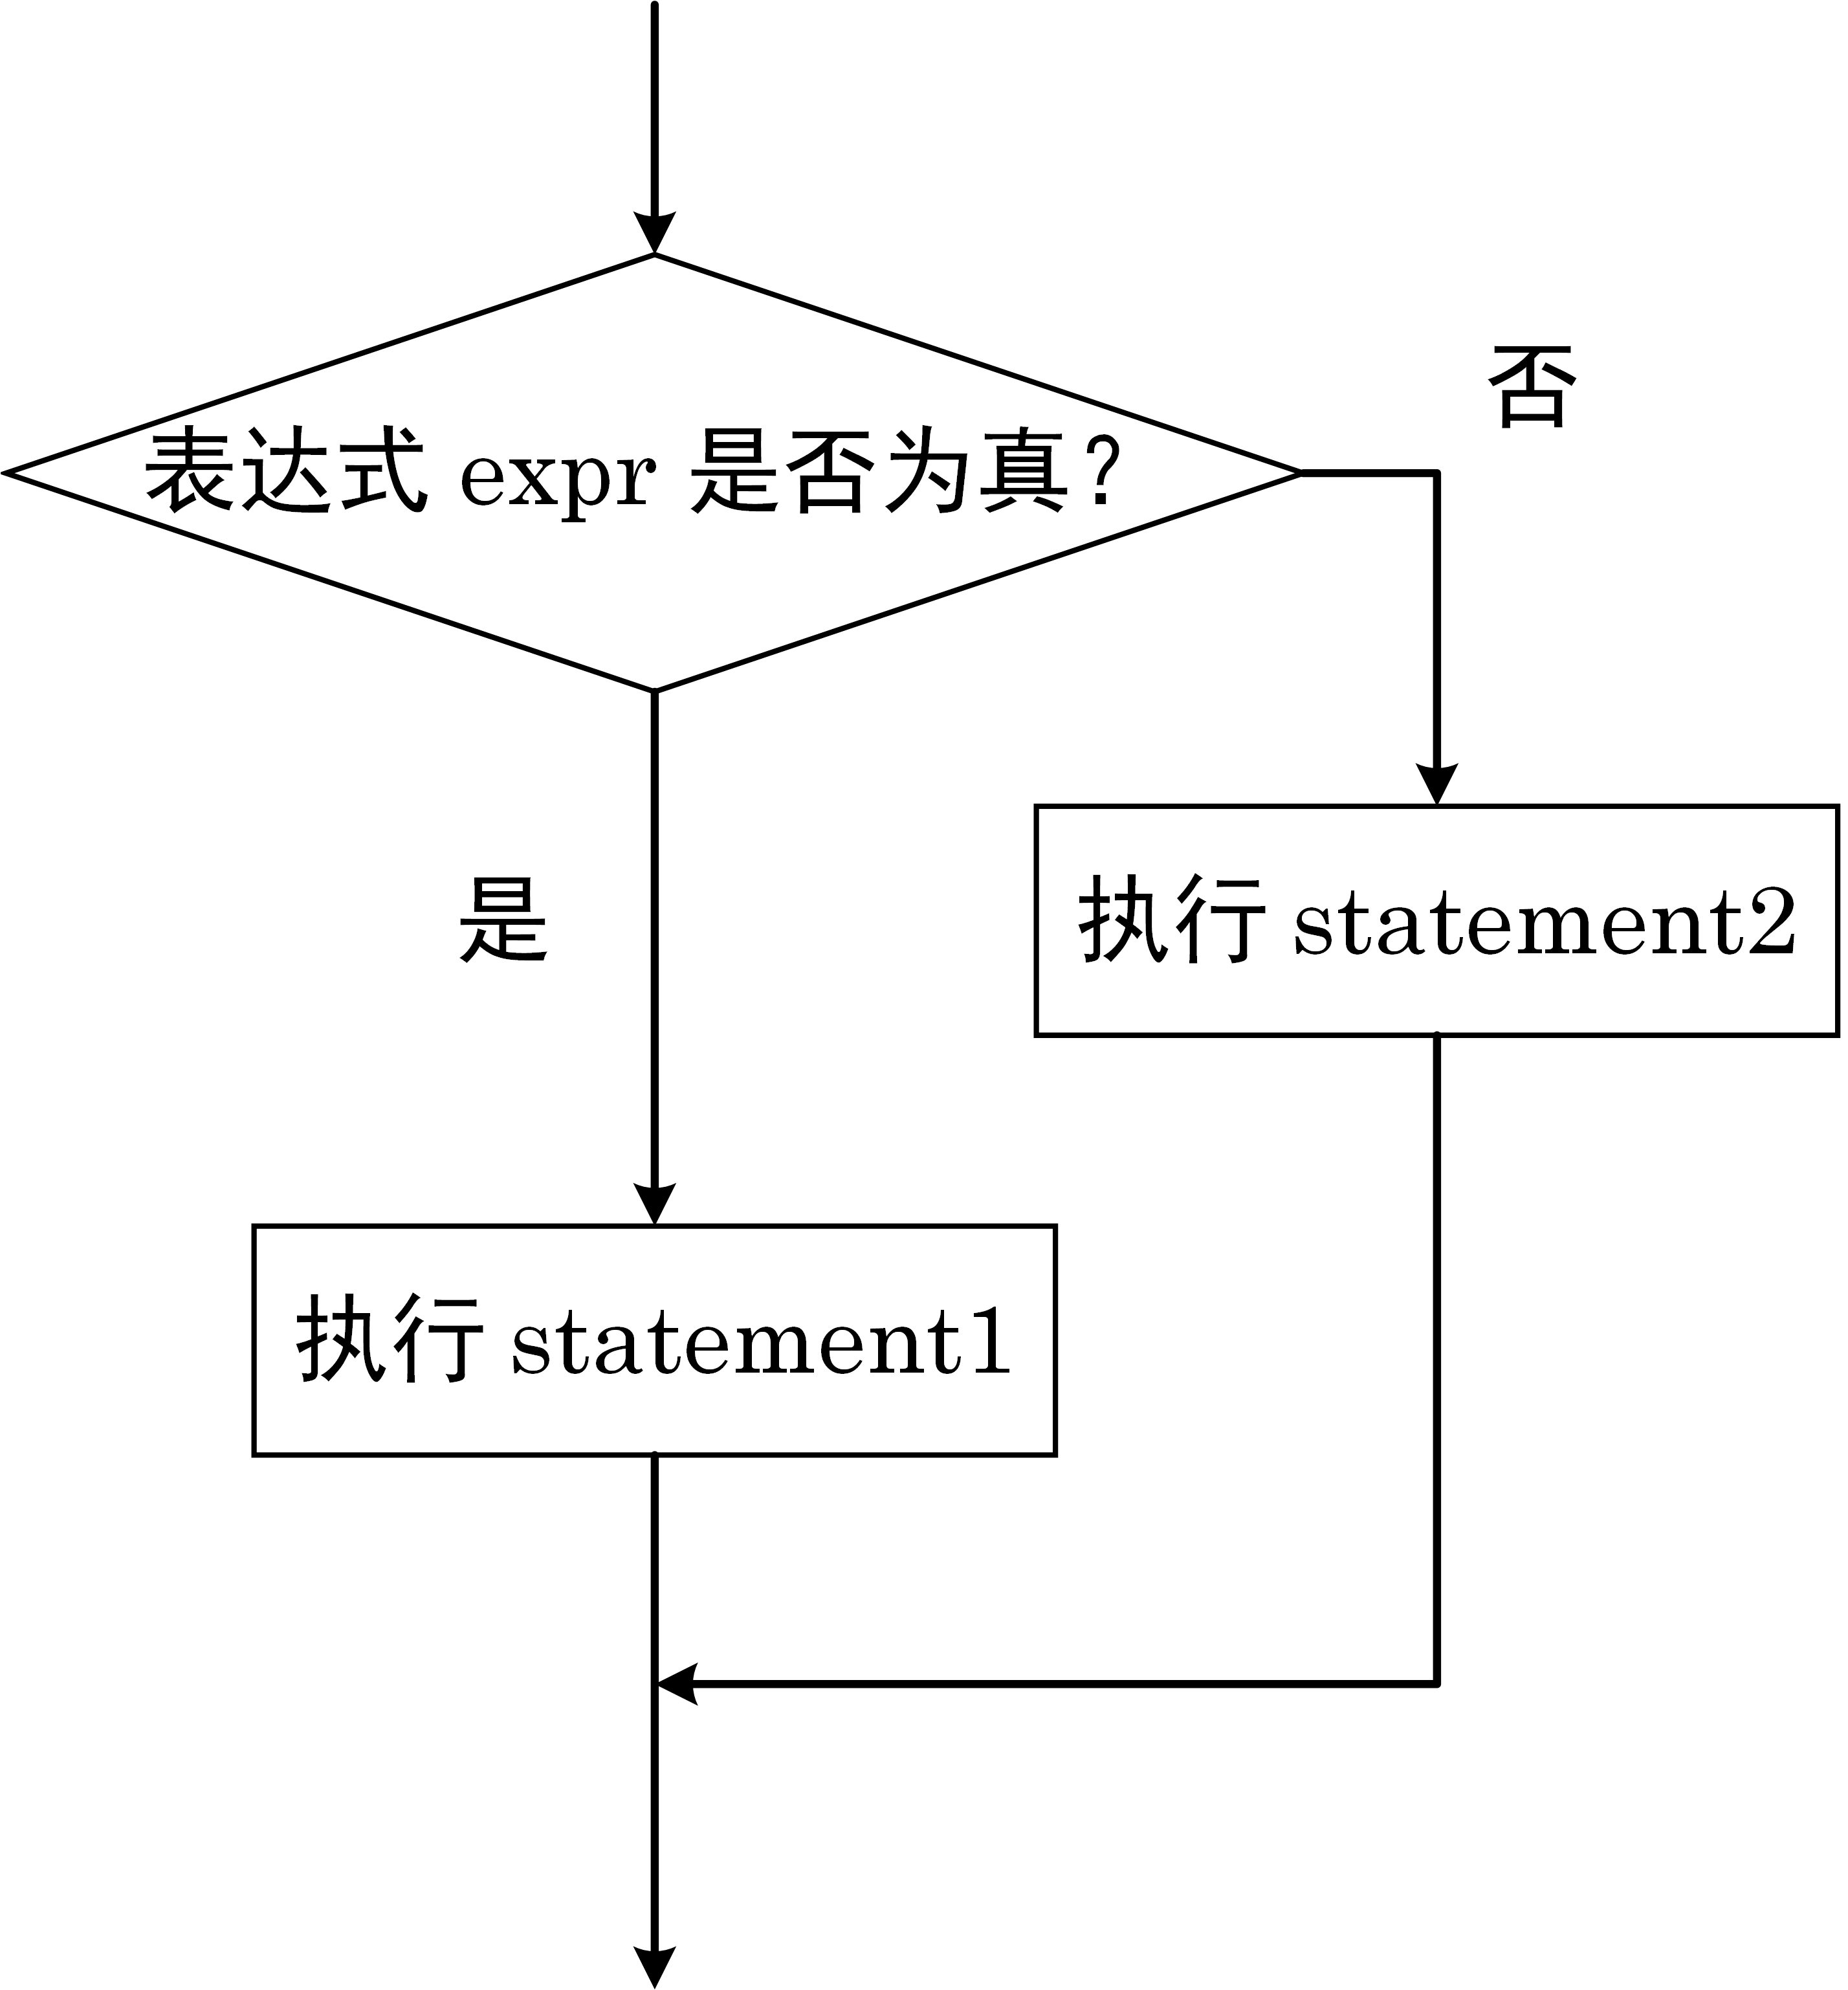 否
表达式 expr 是否为真?
是
执行 statement2
执行 statement1